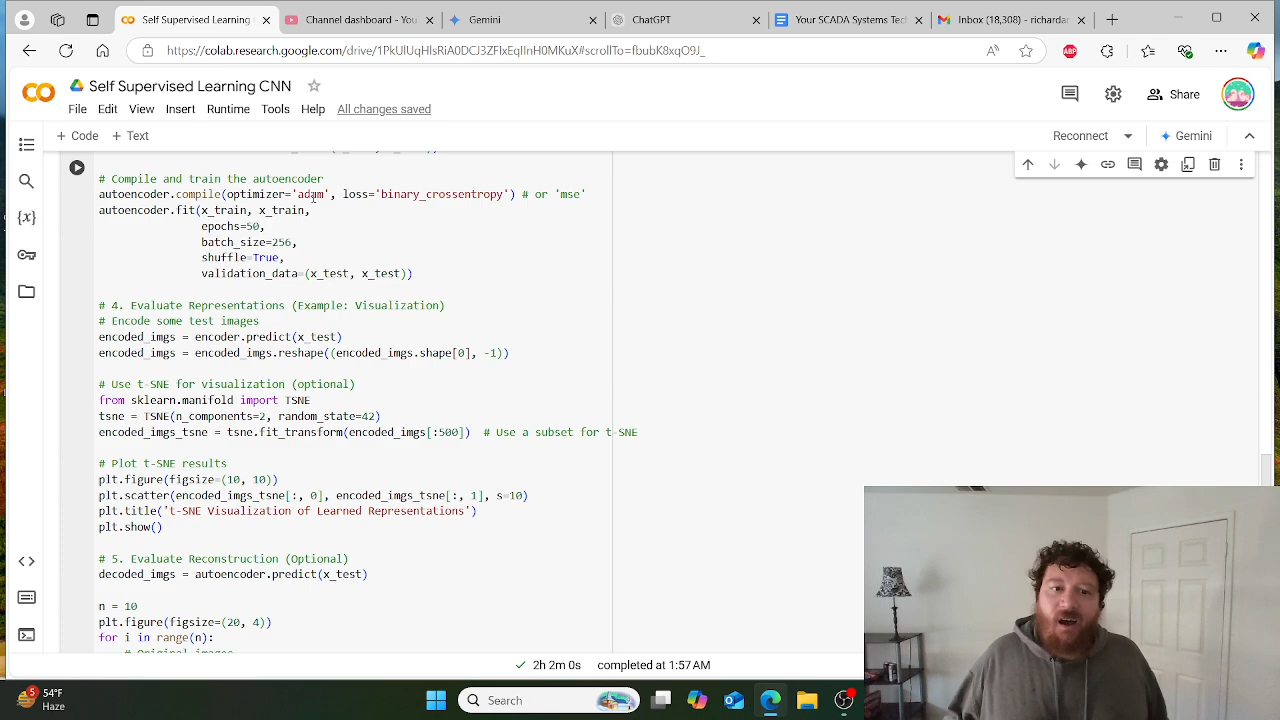 Self Supervised Learning C
Channel dashboard - You
Gemini
ChatGPT
Your SCADA Systems Tec
Inbox (18,308) - richardar
https://colab.research.google.com/drive/1PkUlUqHlsRiA0DCJ3ZFIxEqIInH0MKuX#scrollTo=fbubK8xqO9J_
ABP
Self Supervised Learning CNN
Share
File Edit View Insert Runtime Tools Help All changes saved
+ Code + Text
Reconnect
Gemini
# Compile and train the autoencoder
autoencoder.compile(optimizer='adam', loss='binary_crossentropy') # or 'mse'
autoencoder.fit(x_train, x_train,
epochs=50,
batch_size=256,
shuffle=True,
validation_data=(x_test, x_test))
# 4. Evaluate Representations (Example: Visualization)
# Encode some test images
encoded_imgs = encoder.predict(x_test)
encoded_imgs = encoded_imgs.reshape((encoded_imgs.shape[0], -1))
# Use t-SNE for visualization (optional)
from sklearn.manifold import TSNE
tsne = TSNE(n_components=2, random_state=42)
encoded_imgs_tsne = tsne.fit_transform(encoded_imgs[:500]) # Use a subset for t-SNE
# Plot t-SNE results
plt.figure(figsize=(10, 10))
plt.scatter(encoded_imgs_tsne[:, 0], encoded_imgs_tsne[:, 1], s=10)
plt.title('t-SNE Visualization of Learned Representations')
plt.show()
# 5. Evaluate Reconstruction (Optional)
decoded_imgs = autoencoder.predict(x_test)
n = 10
plt.figure(figsize=(20, 4))
for i in range(n):
# Original images
2h 2m 0s completed at 1:57AM
5
54°F
Haze
Search